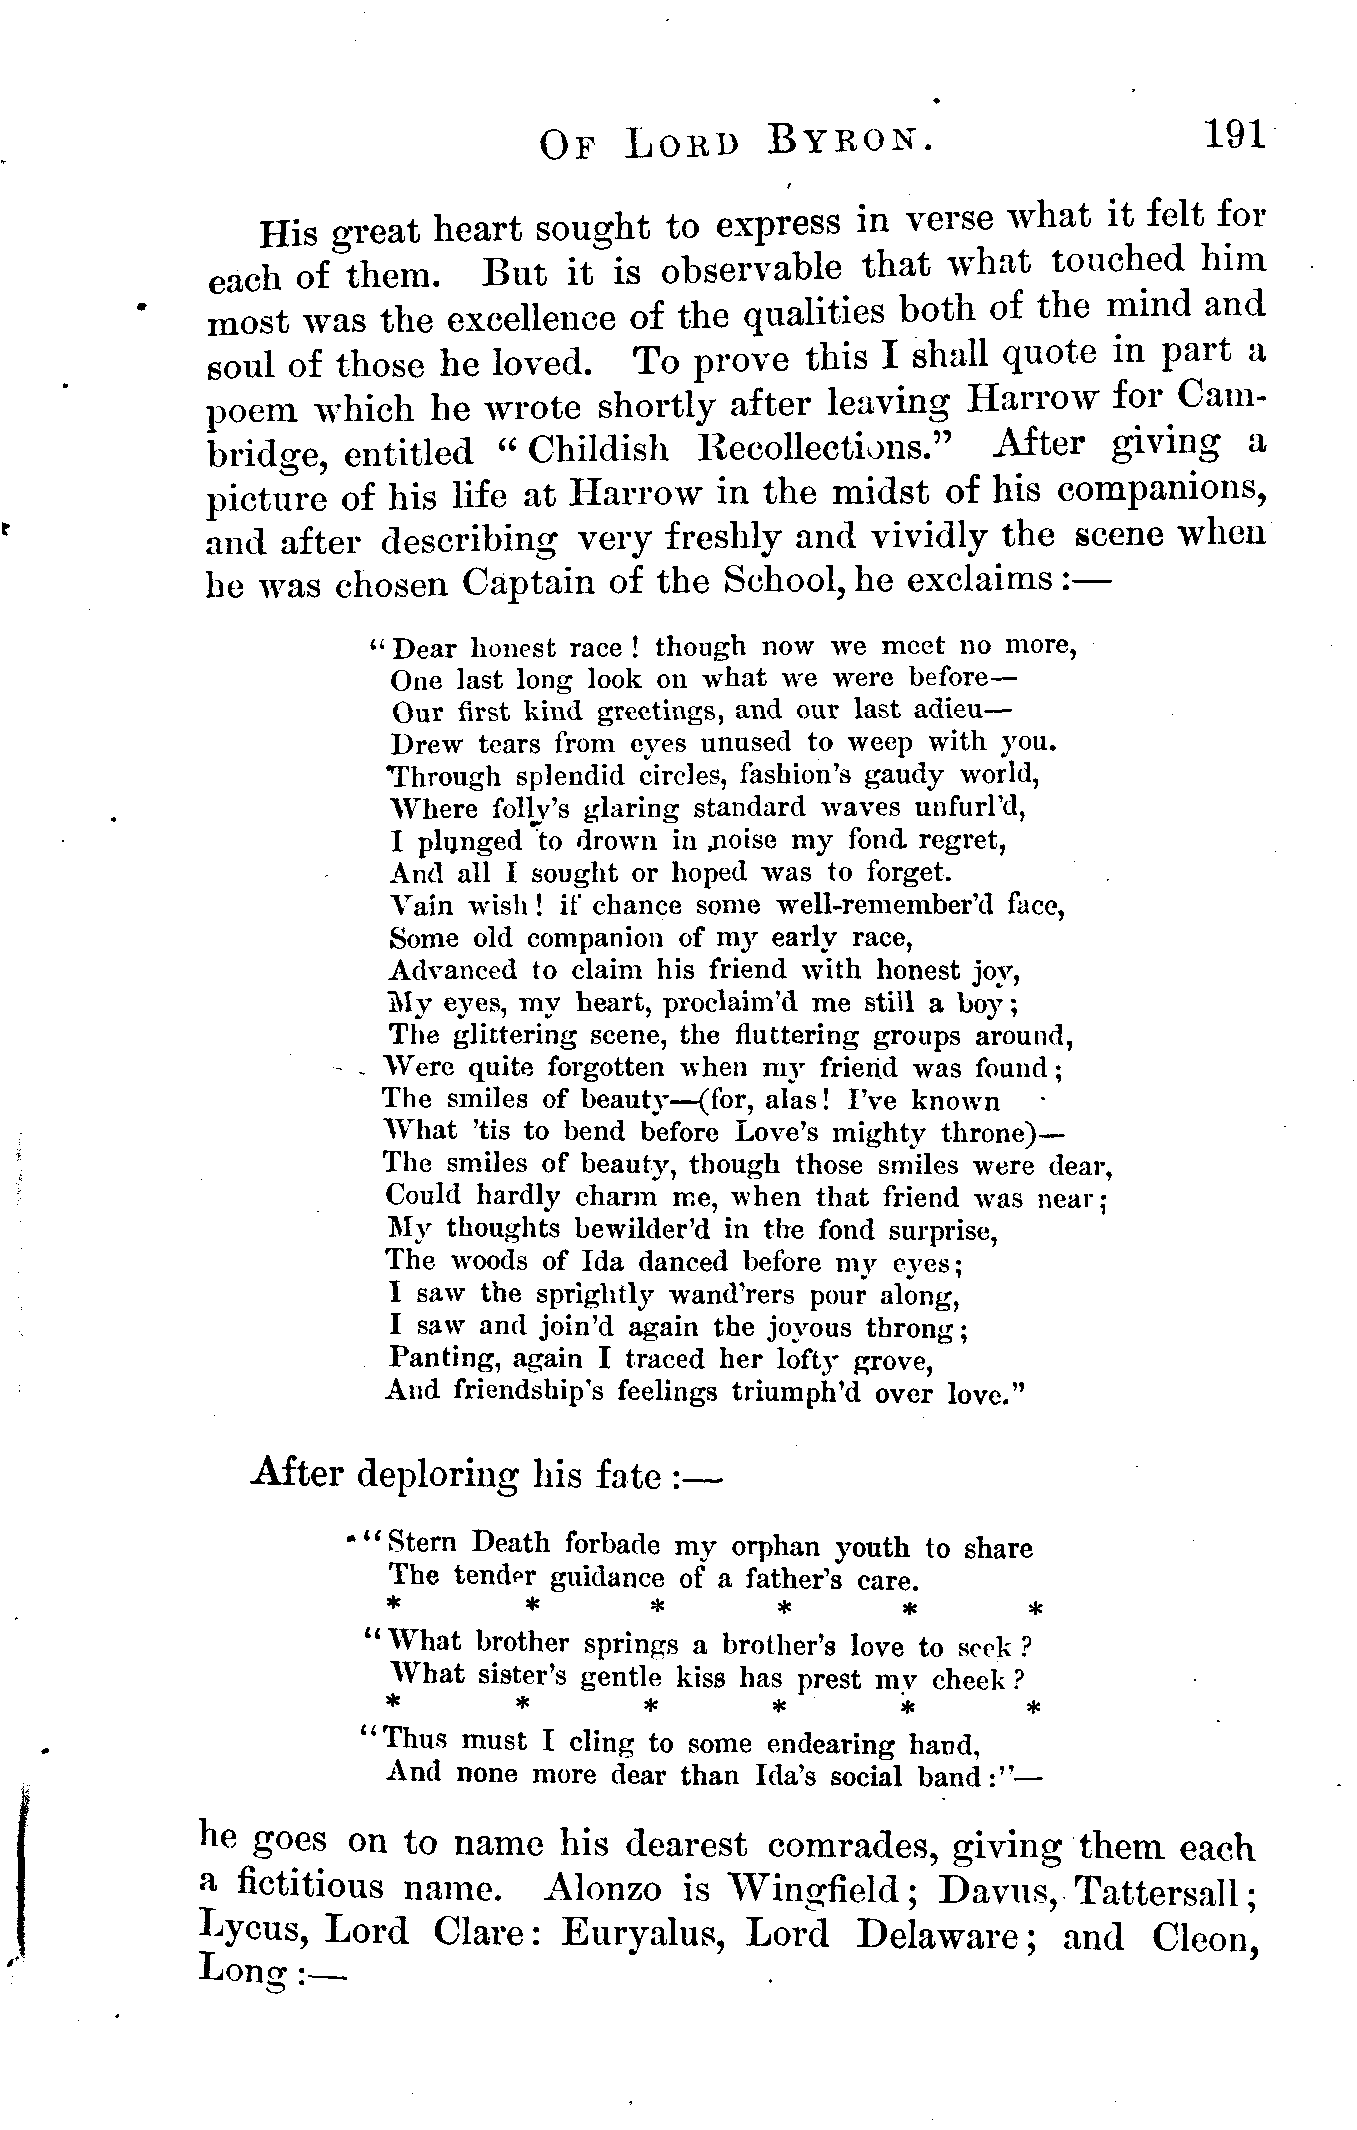 OF LORD BYRON. 191
His great heart sought to express in verse what it felt for
each of them. But it is observable that what touched him
most was the excellence of the qualities both of the mind and
soul of those he loved. To prove this I shall quote in part a
poem which he wrote shortly after leaving Harrow for Cam-
bridge, entitled "Childish Recollections." After giving a
picture of his life at Harrow in the midst of his companions,
and after describing very freshly and vividly the scene when
he was chosen Captain of the School, he exclaims :—
"Dear honest race ! though now we meet no more,
One last long look on what we were before—
Our first kind greetings, and our last adieu—
Drew tears from eyes unused to weep with you.
Through splendid circles, fashion's gaudy world,
Where folly's glaring standard waves unfurl'd,
I plunged to drown in noise my fond regret,
And all I sought or hoped was to forget.
Vain wish ! if chance some well-remember'd face,
Some old companion of my early race,
Advanced to claim his friend with honest joy,
My eyes, my heart, proclaim'd me still a boy;
The glittering scene, the fluttering groups around,
Were quite forgotten when my friend was found;
The smiles of beauty—(for, alas! I've known
What 'tis to bend before Love's mighty throne)—
The smiles of beauty, though those smiles were dear,
Could hardly charm me, when that friend was near;
My thoughts bewilder'd in the fond surprise,
The woods of Ida danced before my eyes;
I saw the sprightly wand'rers pour along,
I saw and join'd again the joyous throng;
Panting, again I traced her lofty grove,
And friendship's feelings triumph'd over love."
After deploring his fate :—
"Stern Death forbade my orphan youth to share
The tender guidance of a father's care.
* * * * * *
"What brother springs a brother's love to seek ?
What sister's gentle kiss has prest my cheek ?
* * * * * *
"Thus must I cling to some endearing hand,
And none more dear than Ida's social band :"—
he goes on to name his dearest comrades, giving them each
a fictitious name. Alonzo is Wingfield; Davus, Tattersall;
Lycus, Lord Clare: Euryalus, Lord Delaware; and Cleon,
Long :—